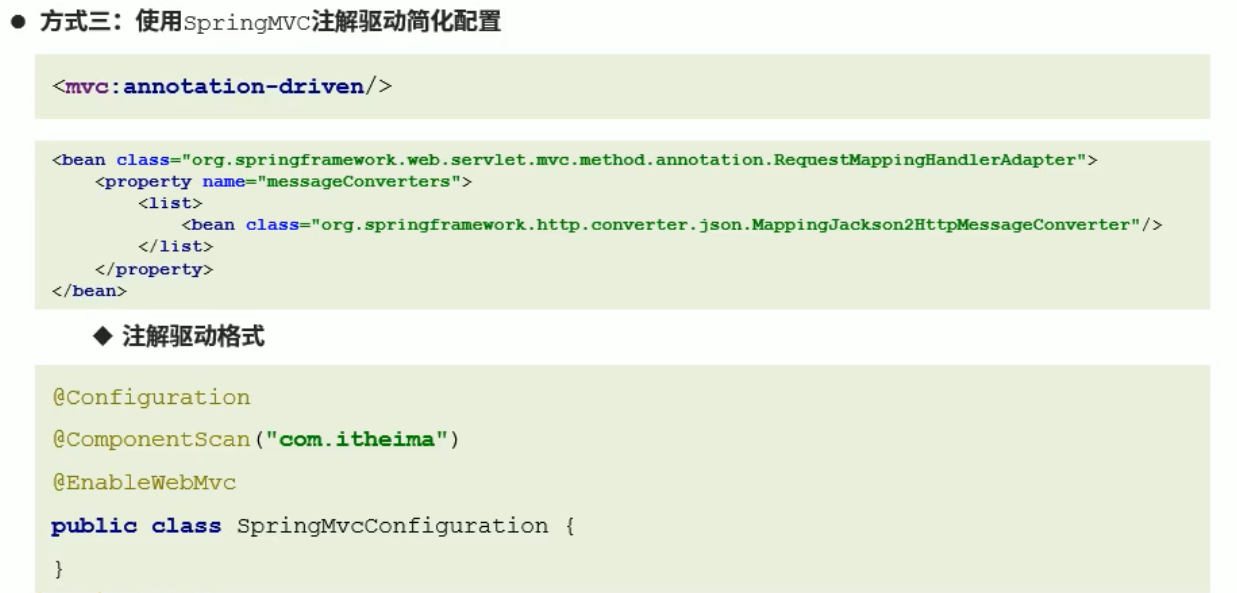 ● 方式三：使用SpringMVC注解驱动简化配置
<mvc:annotation-driven/>
<bean class="org.springframework.web.servlet.mvc.method.annotation.RequestMappingHandlerAdapter">
    <property name="messageConverters">
        <list>
            <bean class="org.springframework.http.converter.json.MappingJackson2HttpMessageConverter"/>
        </list>
    </property>
</bean>
◆ 注解驱动格式
@Configuration
@ComponentScan("com.itheima")
@EnableWebMvc
public class SpringMvcConfiguration {
}